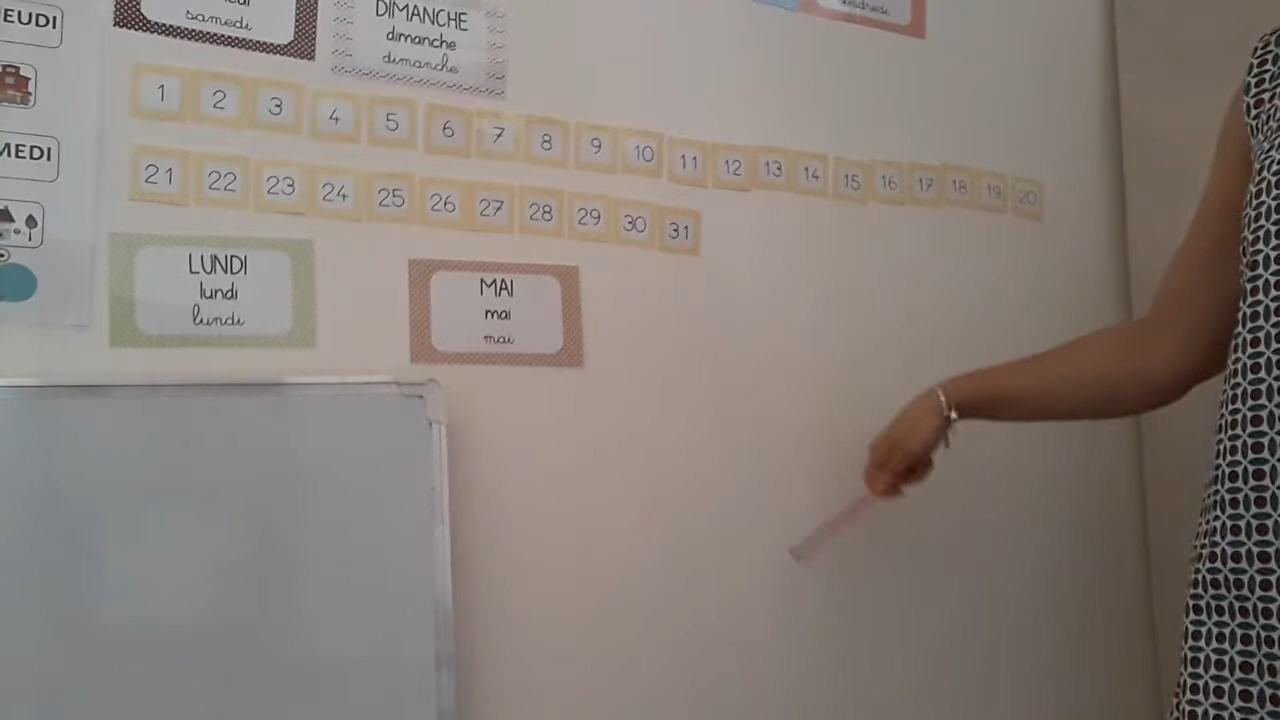 JEUDI
MEDI
samedi
DIMANCHE
dimanche
dimanche
1 2 3 4 5 6 7 8 9 10 11 12 13 14 15 16 17 18 19 20
21 22 23 24 25 26 27 28 29 30 31
LUNDI
lundi
lundi
MAI
mai
mai